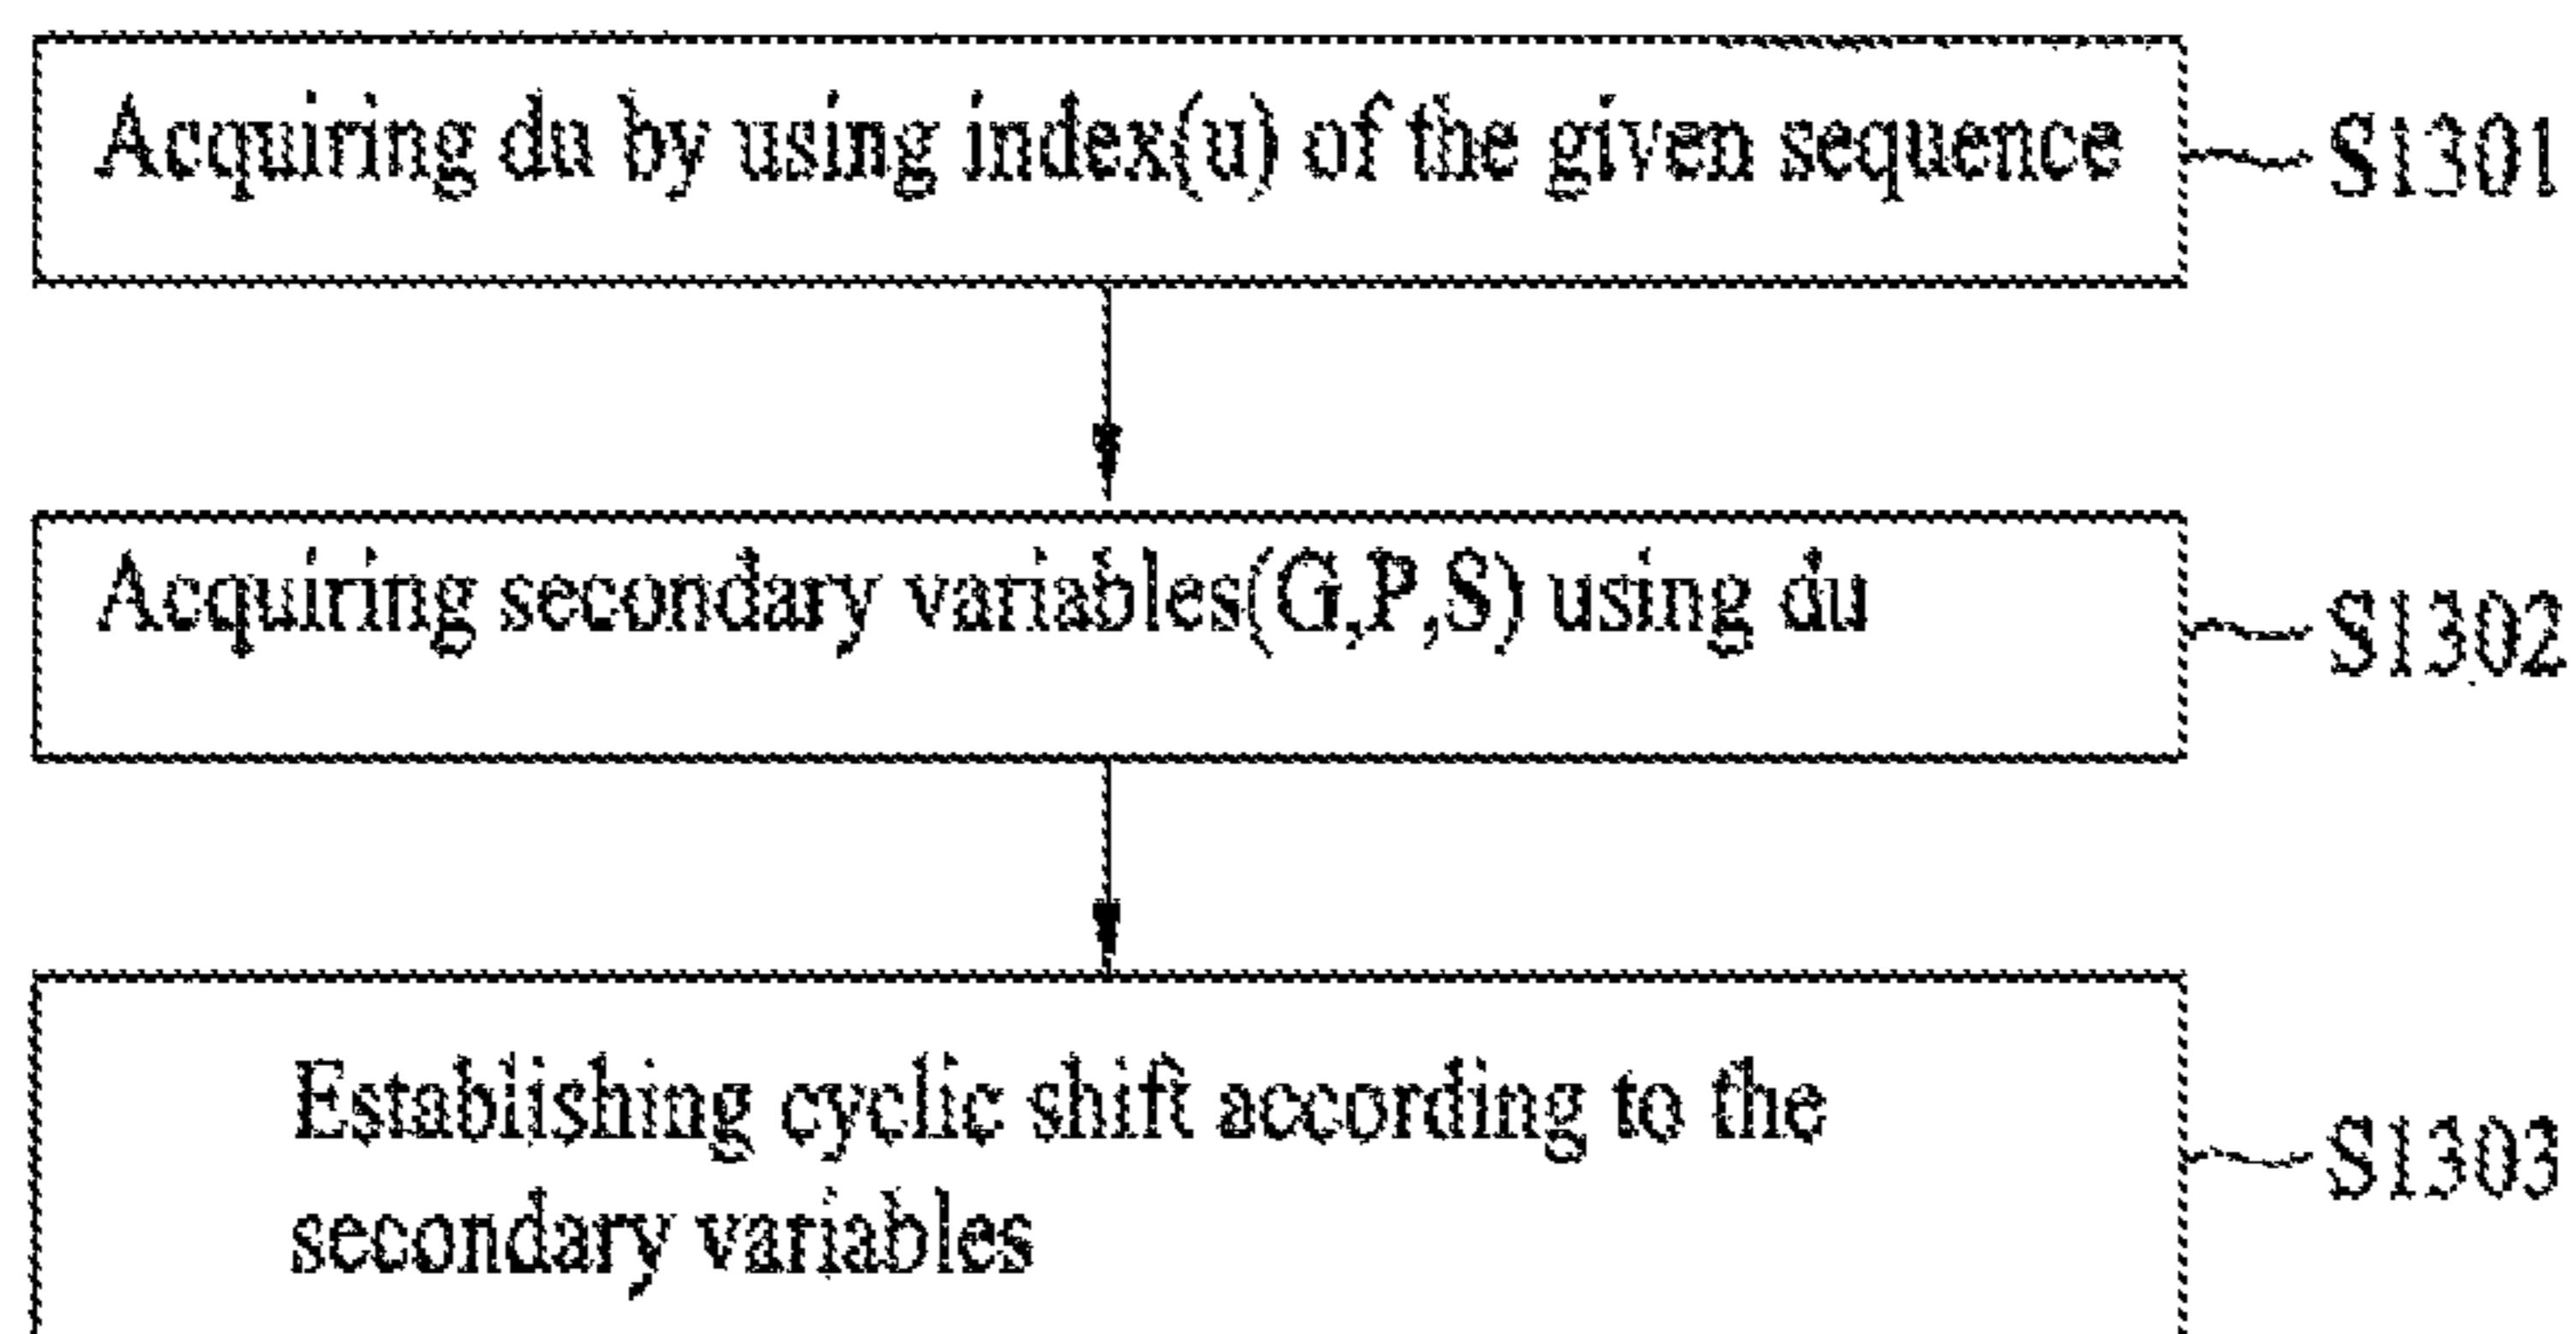 Acquiring du by using index(u) of the given sequence
S1301
Acquiring secondary variables(G,P,S) using du
S1302
Establishing cyclic shift according to the
secondary variables
S1303